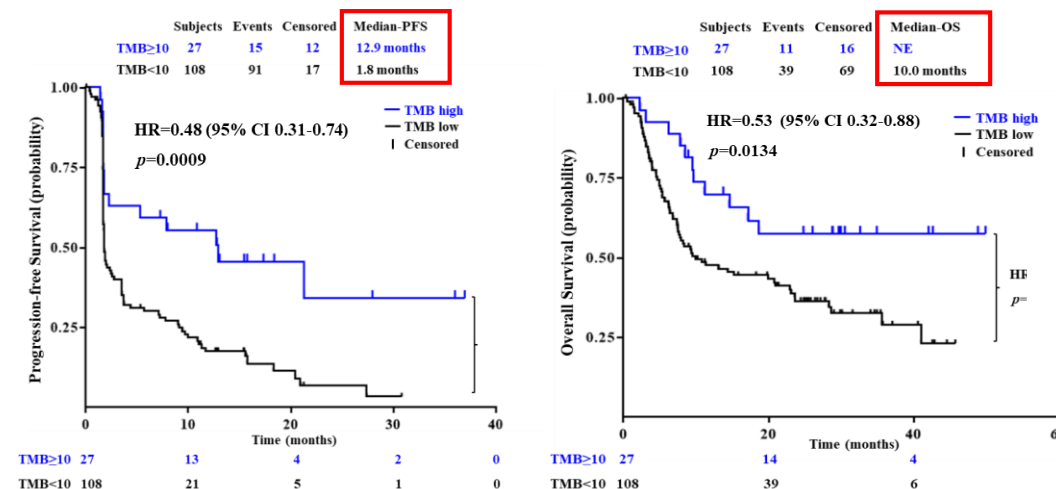 Subjects Events Censored Median-PFS
TMB≥10 27 15 12 12.9 months
TMB<10 108 91 17 1.8 months
HR=0.48 (95% CI 0.31-0.74)
p=0.0009
TMB high
TMB low
Censored
Progression-free Survival (probability)
1.00
0.75
0.50
0.25
0 10 20 30 40
Time (months)
TMB≥10 27 13 4 2 0
TMB<10 108 21 5 1 0
Subjects Events Censored Median-OS
TMB≥10 27 11 16 NE
TMB<10 108 39 69 10.0 months
HR=0.53 (95% CI 0.32-0.88)
p=0.0134
TMB high
TMB low
Censored
Overall Survival (probability)
1.00
0.75
0.50
0.25
HR
p=
0 20 40 6
Time (months)
TMB≥10 27 14 4
TMB<10 108 39 6